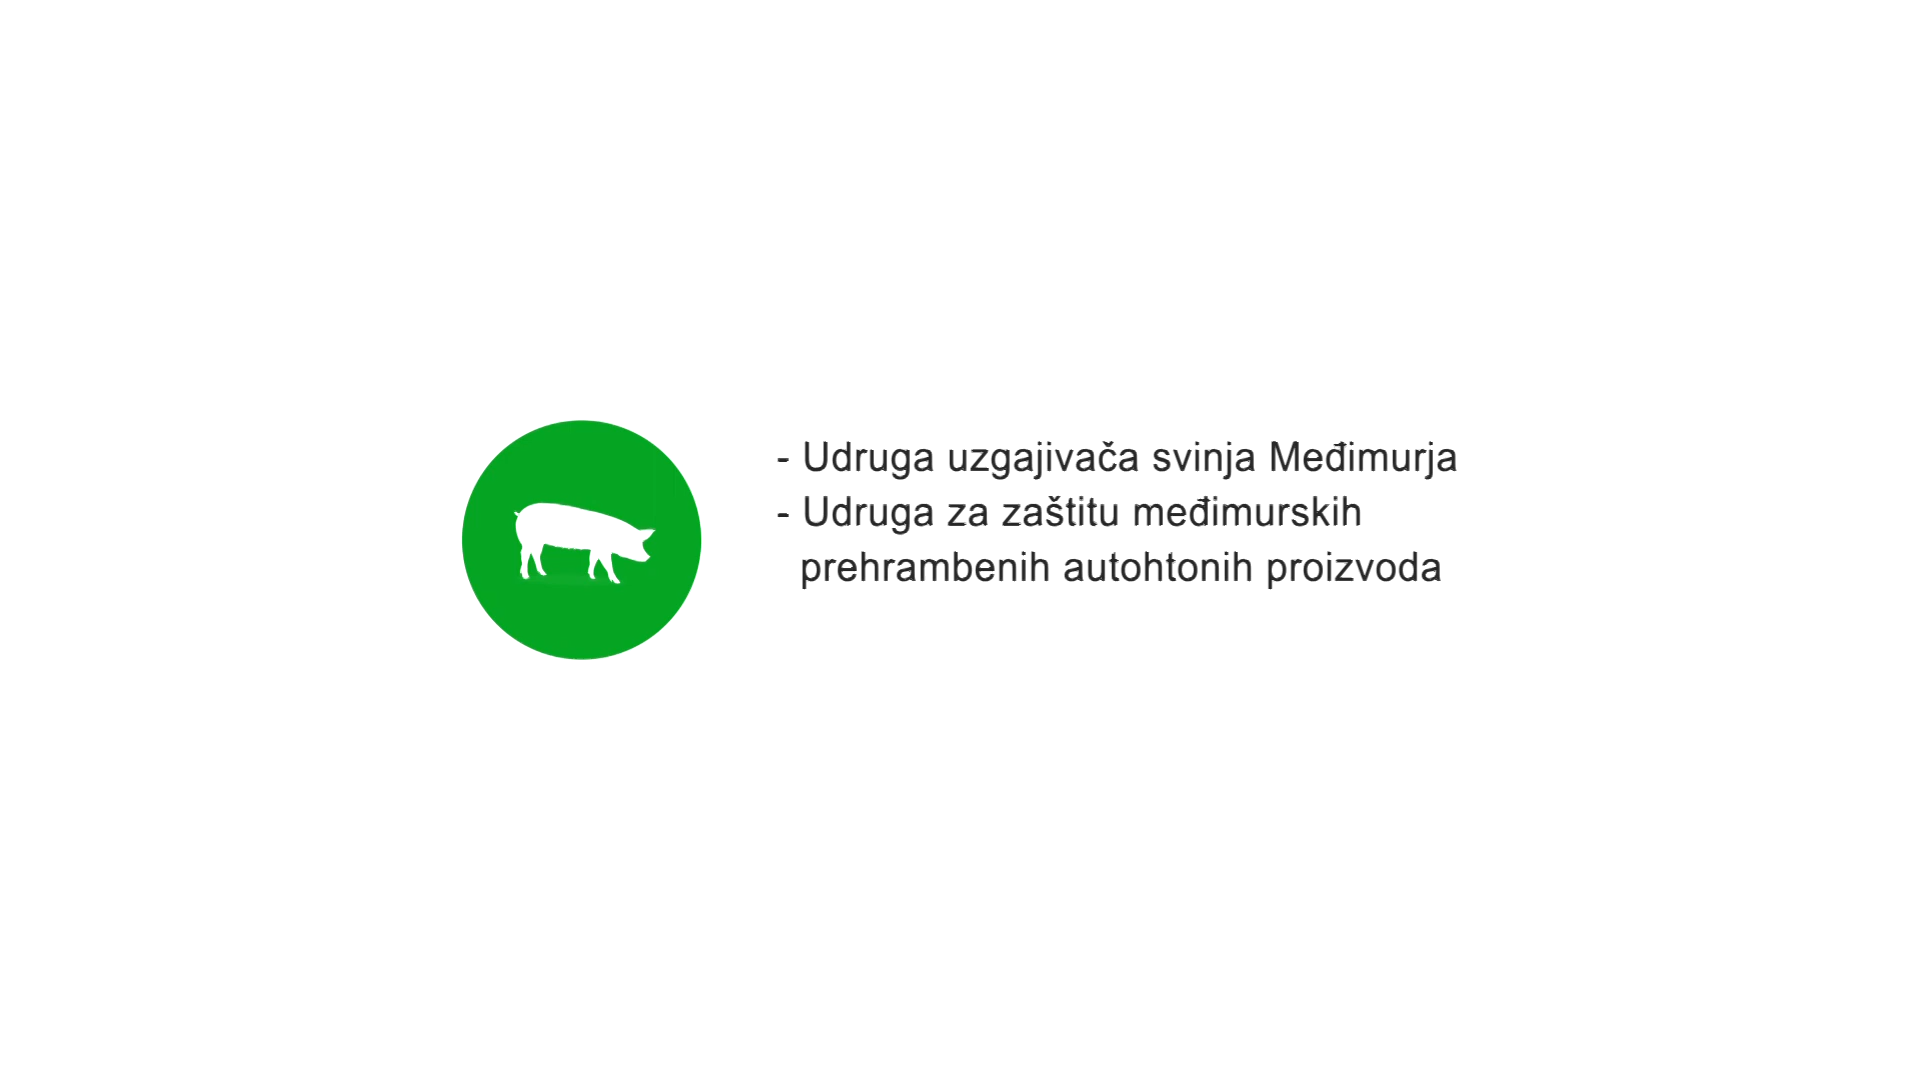 - Udruga uzgajivača svinja Međimurja
- Udruga za zaštitu međimurskih
prehrambenih autohtonih proizvoda